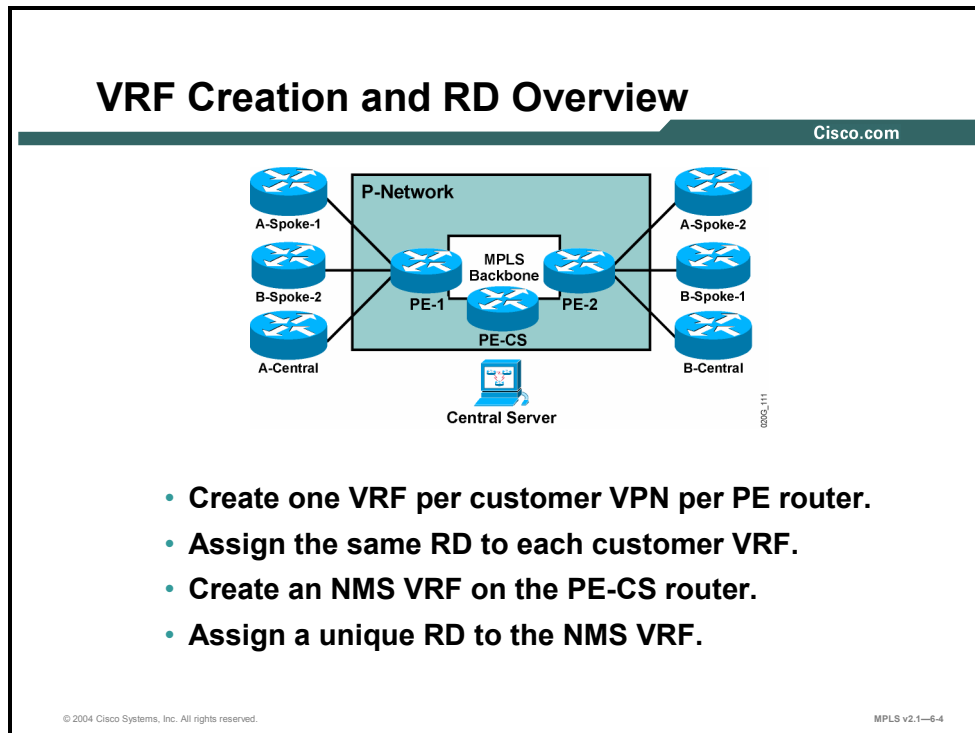 VRF Creation and RD Overview
Cisco.com
P-Network
A-Spoke-1
A-Spoke-2
MPLS
Backbone
B-Spoke-2
PE-1
PE-2
B-Spoke-1
PE-CS
A-Central
B-Central
Central Server
020G_111
• Create one VRF per customer VPN per PE router.
• Assign the same RD to each customer VRF.
• Create an NMS VRF on the PE-CS router.
• Assign a unique RD to the NMS VRF.
© 2004 Cisco Systems, Inc. All rights reserved.
MPLS v2.1—6-4